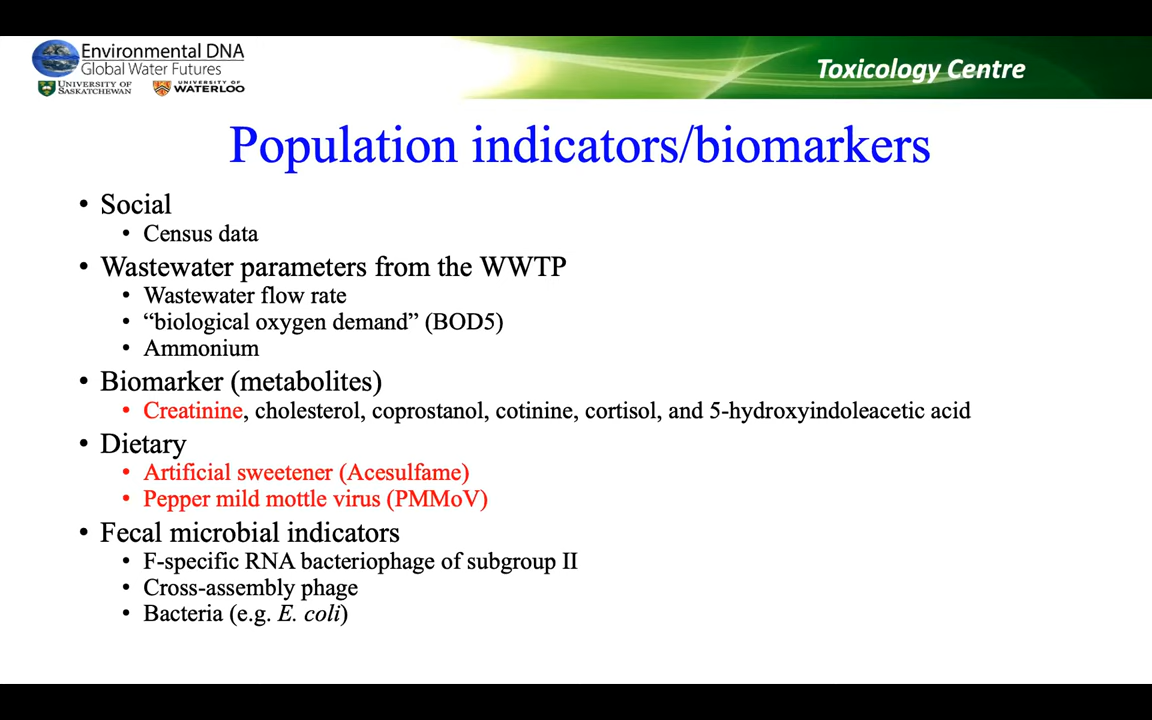 Environmental DNA
Global Water Futures
UNIVERSITY OF
SASKATCHEWAN
UNIVERSITY OF
WATERLOO
Toxicology Centre
Population indicators/biomarkers
• Social
• Census data
• Wastewater parameters from the WWTP
• Wastewater flow rate
• “biological oxygen demand” (BOD5)
• Ammonium
• Biomarker (metabolites)
• Creatinine, cholesterol, coprostanol, cotinine, cortisol, and 5-hydroxyindoleacetic acid
• Dietary
• Artificial sweetener (Acesulfame)
• Pepper mild mottle virus (PMMoV)
• Fecal microbial indicators
• F-specific RNA bacteriophage of subgroup II
• Cross-assembly phage
• Bacteria (e.g. E. coli)